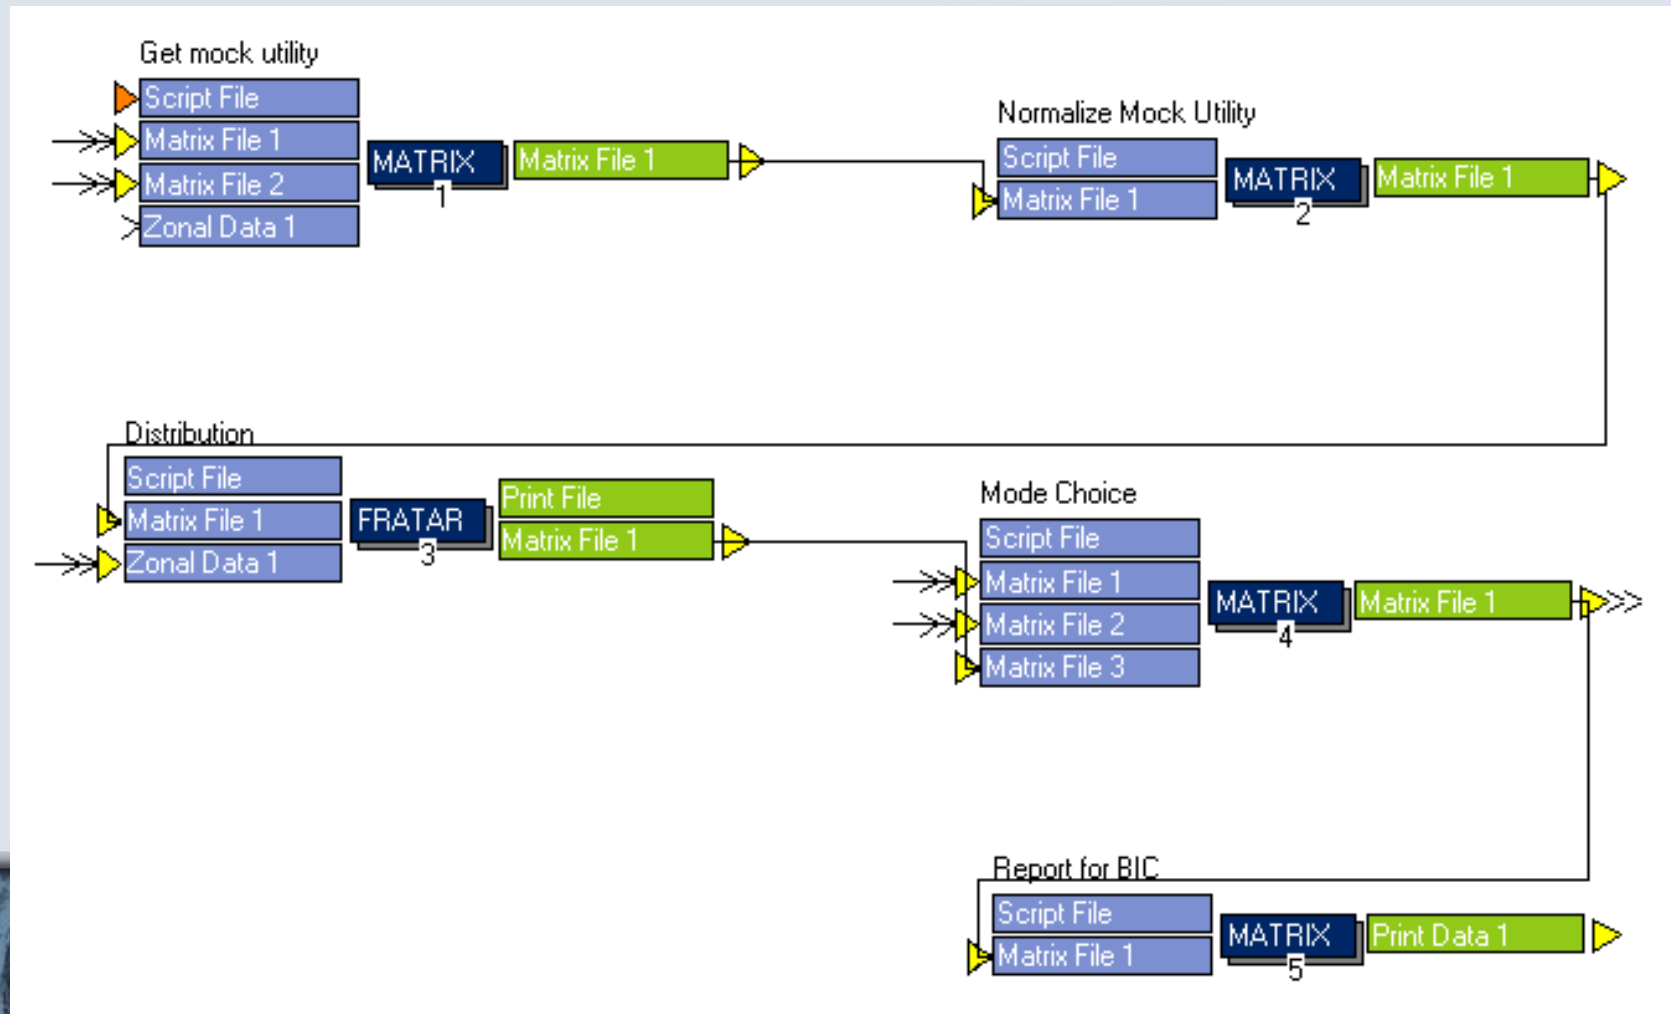 Get mock utility
Script File
Matrix File 1
Matrix File 2
Zonal Data 1
MATRIX
1
Matrix File 1
Normalize Mock Utility
Script File
Matrix File 1
MATRIX
2
Matrix File 1
Distribution
Script File
Matrix File 1
Zonal Data 1
FRATAR
3
Print File
Matrix File 1
Mode Choice
Script File
Matrix File 1
Matrix File 2
Matrix File 3
MATRIX
4
Matrix File 1
Report for BIC
Script File
Matrix File 1
MATRIX
5
Print Data 1